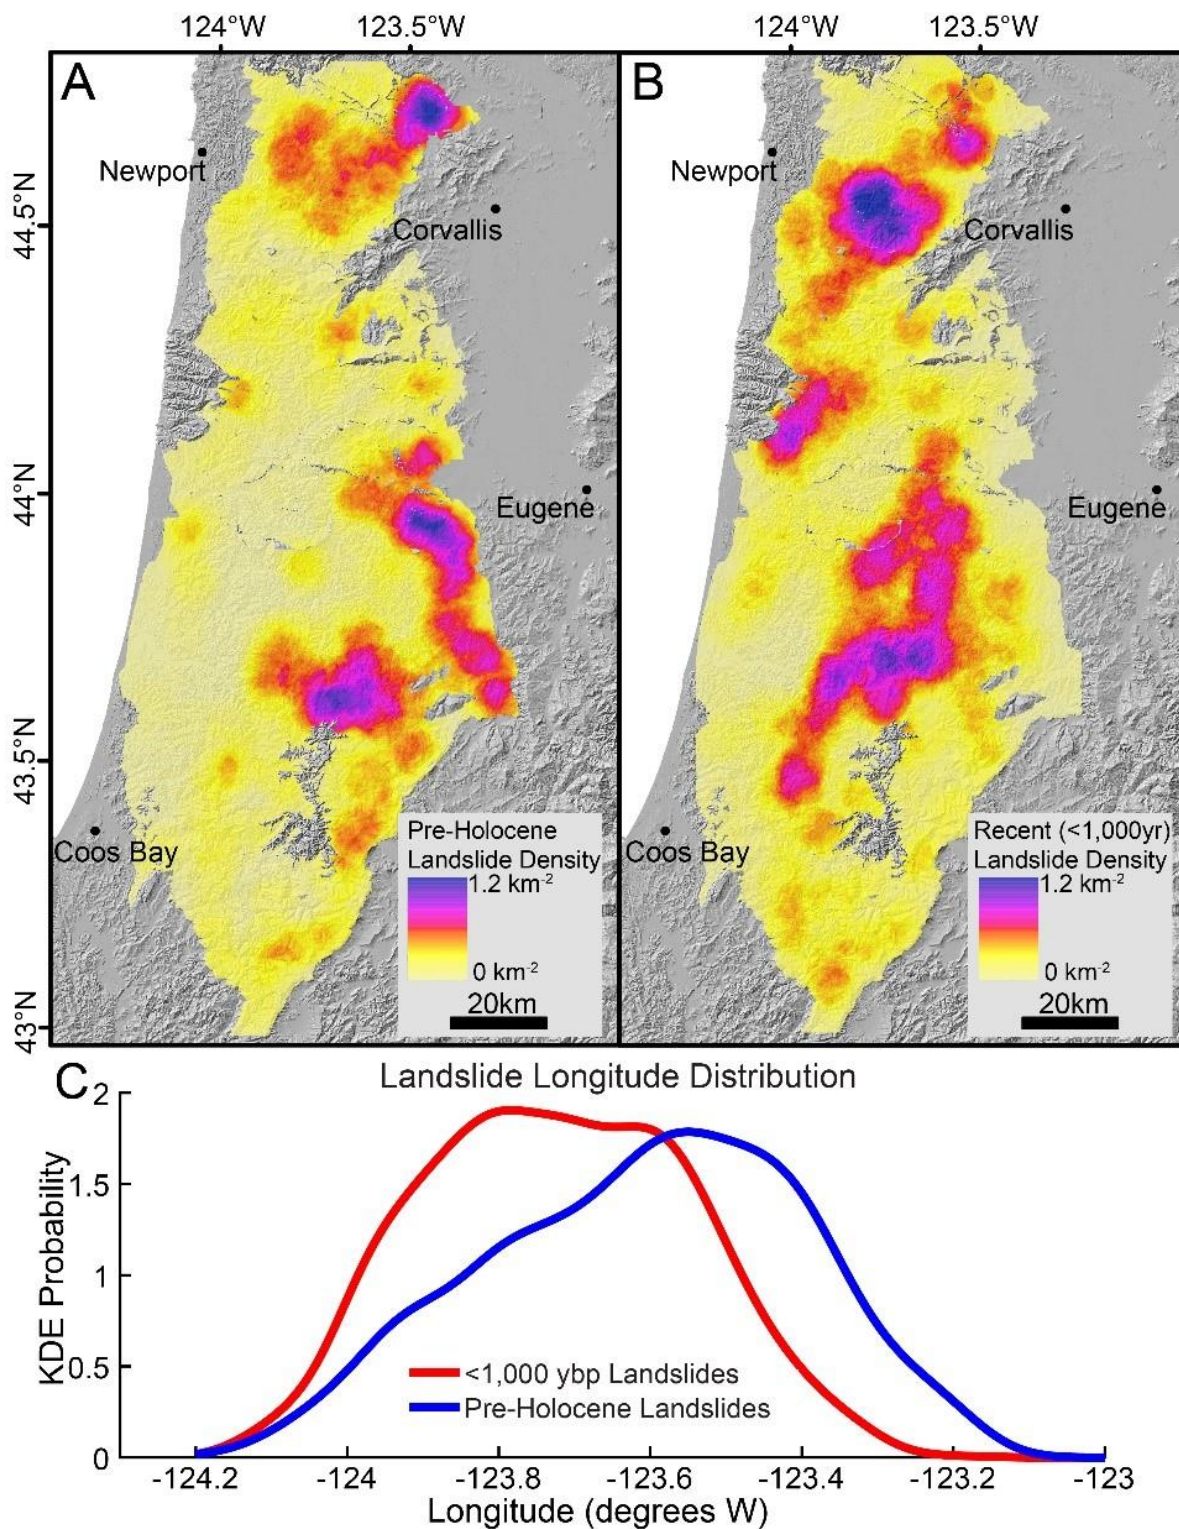 124°W 123.5°W 124°W 123.5°W
A
B
Newport
Corvallis
Newport
Corvallis
44.5°N
44°N
Eugene
Eugene
43.5°N
Coos Bay
Coos Bay
43°N
Pre-Holocene
Landslide Density
1.2 km-2
0 km-2
20km
Recent (<1,000yr)
Landslide Density
1.2 km-2
0 km-2
20km
C
Landslide Longitude Distribution
KDE Probability
2
1.5
1
0.5
0
<1,000 ybp Landslides
Pre-Holocene Landslides
-124.2 -124 -123.8 -123.6 -123.4 -123.2 -123
Longitude (degrees W)